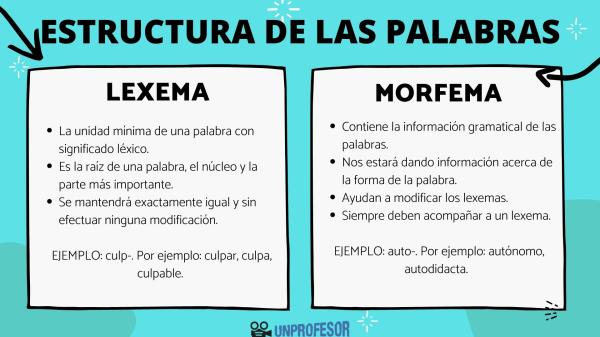 ESTRUCTURA DE LAS PALABRAS
LEXEMA
La unidad mínima de una palabra con
significado léxico.
Es la raíz de una palabra, el núcleo y la
parte más importante.
Se mantendrá exactamente igual y sin
efectuar ninguna modificación.
EJEMPLO: culp-. Por ejemplo: culpar, culpa,
culpable.
MORFEMA
Contiene la información gramatical de las
palabras.
Nos estará dando información acerca de
la forma de la palabra.
Ayudan a modificar los lexemas.
Siempre deben acompañar a un lexema.
EJEMPLO: auto-. Por ejemplo: autónomo,
autodidacta.
UNPROFESOR